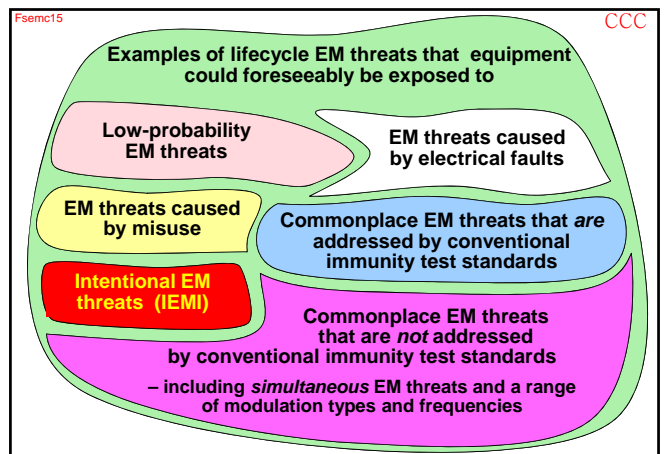 Fsemc15
CCC
Examples of lifecycle EM threats that equipment
could foreseeably be exposed to
Low-probability
EM threats
EM threats caused
by electrical faults
EM threats caused
by misuse
Commonplace EM threats that are
addressed by conventional
immunity test standards
Intentional EM
threats (IEMI)
Commonplace EM threats
that are not addressed
by conventional immunity test standards
– including simultaneous EM threats and a range
of modulation types and frequencies